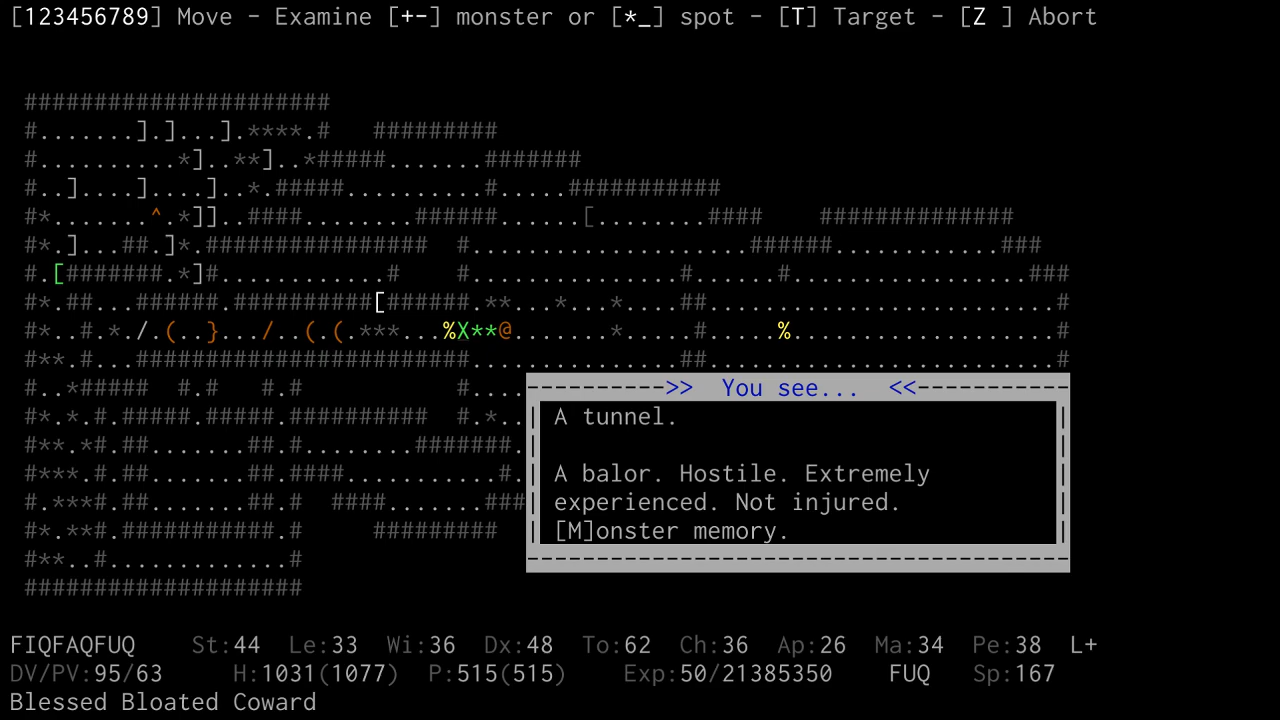 [123456789] Move - Examine [+-] monster or [*_] spot - [T] Target - [Z ] Abort
######################
#.......].]...].****.#   #########
#..........*]..**]..*#####.......#######
#..]....]....]..*.#####..........#.....###########
#*.......^.*]]..####........######......[........####    ##############
#*.]...##.]*.################  #....................######............###
#.[#######.*]#............#    #...............#......#.................###
#*.##...######.##########[######.**...*...*....##.........................#
#*..#.*./.(..}.../..(.(.***...%X**@.......*.....#.....%...................#
#**.#...########################...............##.........................#
#..*#####  #.#   #.#           #....
#.*.#.##########.##.##########  #.*..
#**.*#.##.......##.#........#######.
#***.#.##.......##.####...........#.
#.***#.##.......##.#  ####.......###
#*.**#.###########.#     #########
#**..#.............#
####################
---------->>  You see...  <<-----------
A tunnel.
A balor. Hostile. Extremely
experienced. Not injured.
[M]onster memory.
FIQFAQFUQ    St:44  Le:33  Wi:36  Dx:48  To:62  Ch:36  Ap:26  Ma:34  Pe:38  L+
DV/PV:95/63     H:1031(1077)  P:515(515)    Exp:50/21385350    FUQ   Sp:167
Blessed Bloated Coward